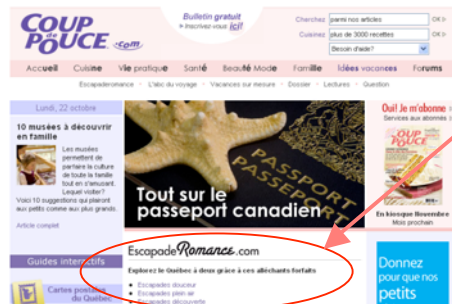 COUP
DE
POUCE .com
Bulletin gratuit
» Inscrivez-vous ici!
Cherchez parmi nos articles OK
Cuisinez plus de 3000 recettes OK
Besoin d'aide?
Accueil Cuisine Vie pratique Santé Beauté Mode Famille Idées vacances Forums
Escapaderomance - L'abc du voyage - Vacances sur mesure - Dossier - Lectures - Question
Lundi, 22 octobre
10 musées à découvrir
en famille
Les musées
permettent de
parfaire la culture
de toute la famille
tout en s'amusant.
Lequel visiter?
Voici 10 suggestions qui plairont
aux petits comme aux plus grands.
Article complet
Guides interactifs
Cartes postales
du Québec
PASSPORT
PASSEPORT
PASSPORT
PASSEPORT
Tout sur le
passeport canadien
EscapadeRomance.com
Explorez le Québec à deux grâce à ces alléchants forfaits
Escapades douceur
Escapades plein-air
Escapades découverte
Oui! Je m'abonne
Services aux abonnés
COUP
DE
POUCE
En kiosque Novembre
Mois prochain
Donnez
pour que nos
petits